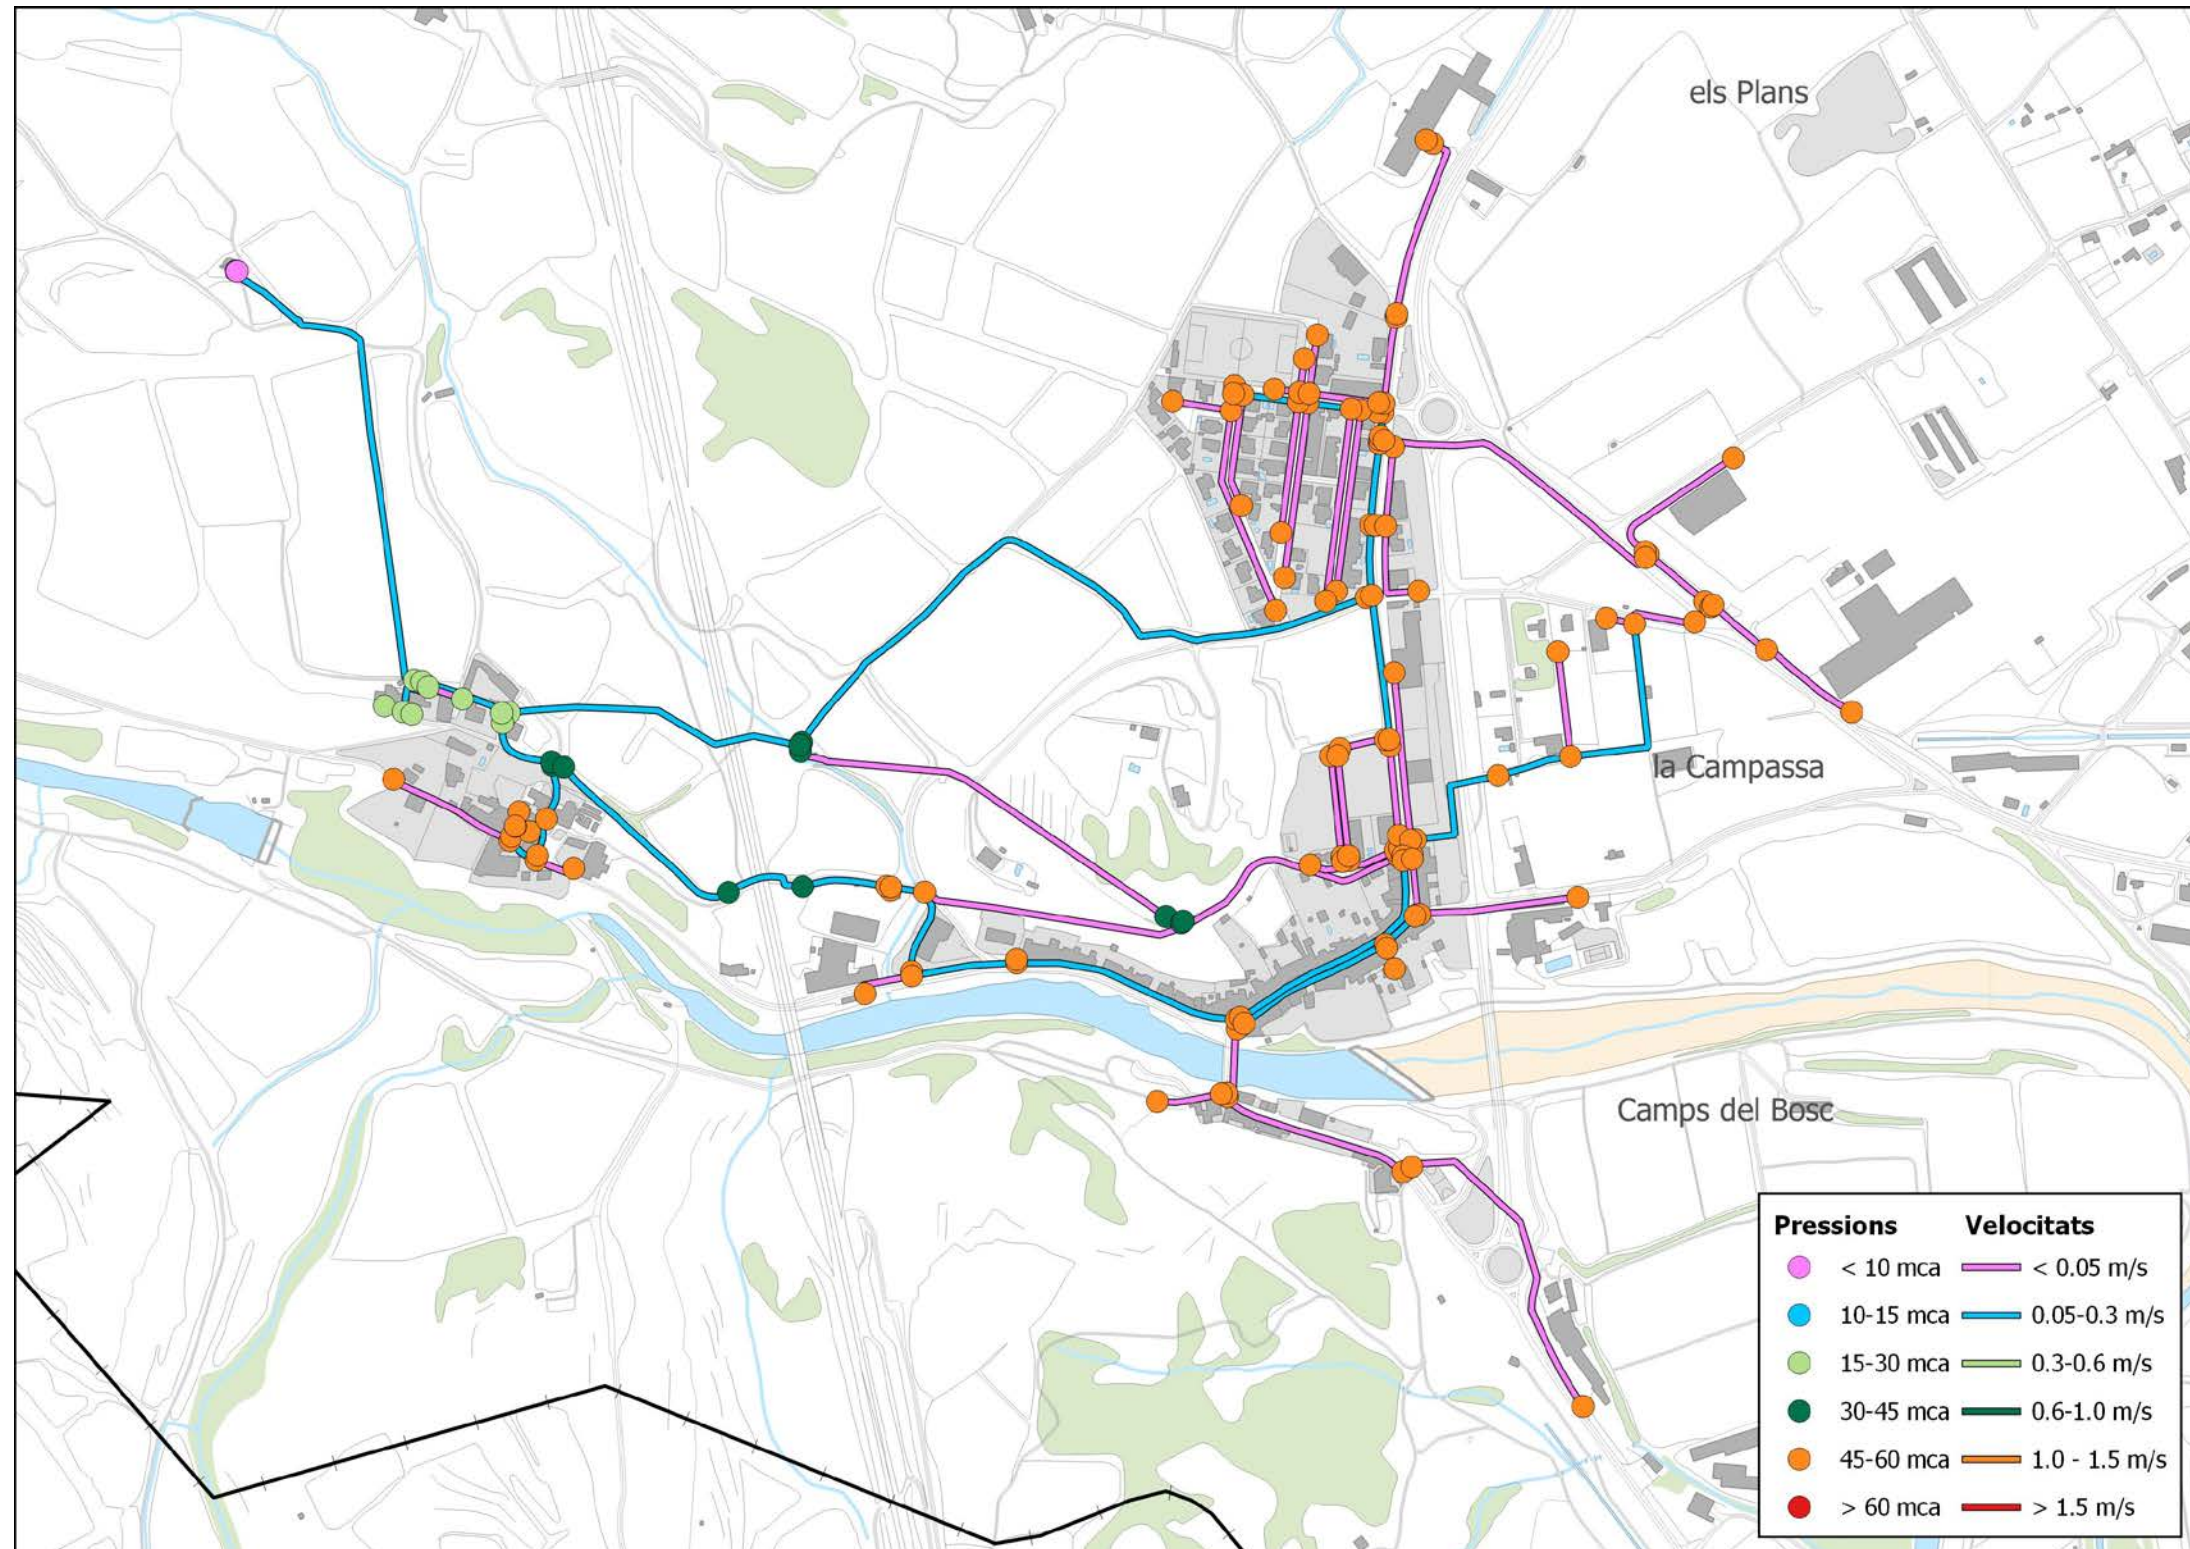 els Plans
la Campassa
Camps del Bosc
Pressions Velocitats
< 10 mca < 0.05 m/s
10-15 mca 0.05-0.3 m/s
15-30 mca 0.3-0.6 m/s
30-45 mca 0.6-1.0 m/s
45-60 mca 1.0 - 1.5 m/s
> 60 mca > 1.5 m/s